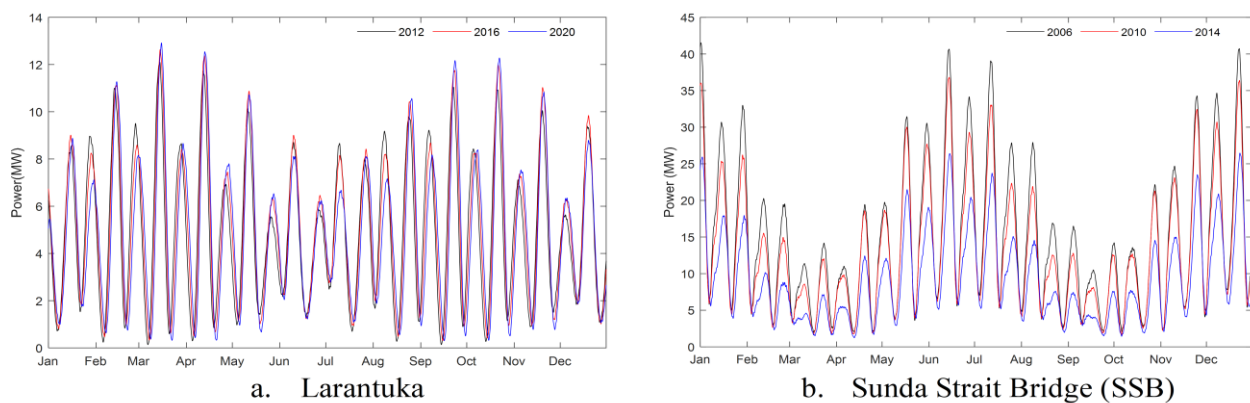 14
12
10
8
6
4
2
0
Power(MW)
2012 2016 2020
Jan Feb Mar Apr May Jun Jul Aug Sep Oct Nov Dec
a. Larantuka
45
40
35
30
25
20
15
10
5
0
Power (MW)
2006 2010 2014
Jan Feb Mar Apr May Jun Jul Aug Sep Oct Nov Dec
b. Sunda Strait Bridge (SSB)